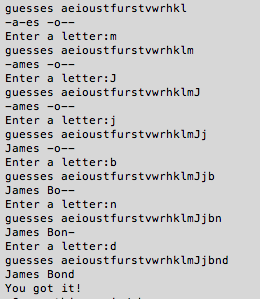 guesses aeioustfurstvwrhkl
-a-es -o--
Enter a letter:m
guesses aeioustfurstvwrhklm
-ames -o--
Enter a letter:J
guesses aeioustfurstvwrhklmJ
-ames -o--
Enter a letter:j
guesses aeioustfurstvwrhklmJj
James -o--
Enter a letter:b
guesses aeioustfurstvwrhklmJjb
James Bo--
Enter a letter:n
guesses aeioustfurstvwrhklmJjbn
James Bon-
Enter a letter:d
guesses aeioustfurstvwrhklmJjbnd
James Bond
You got it!